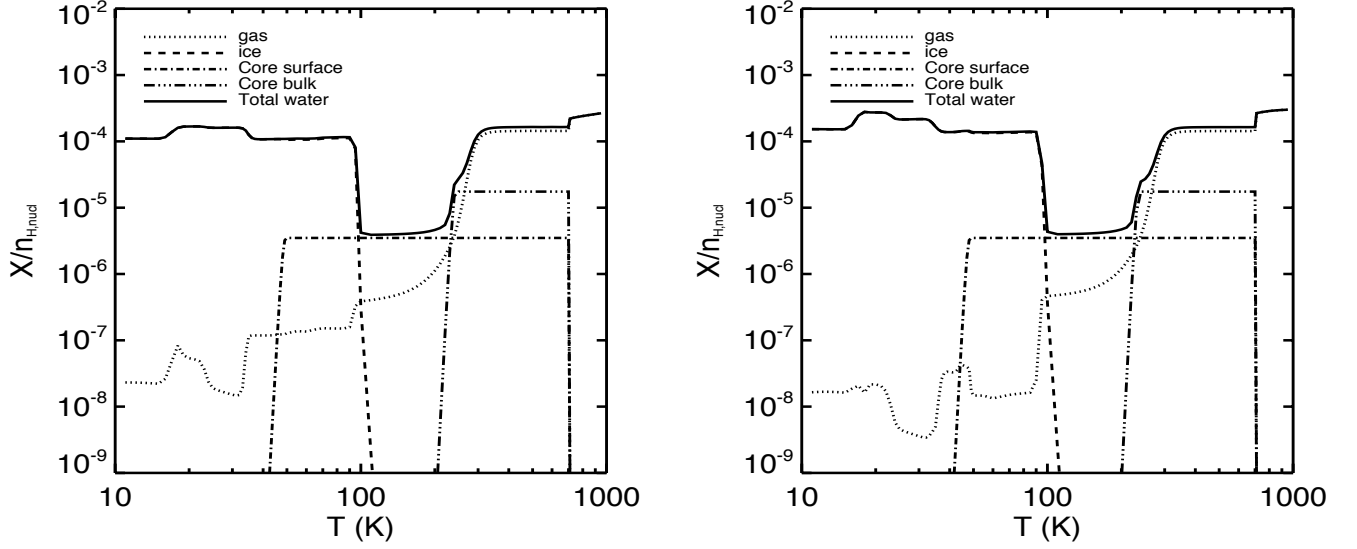 10⁻²
gas
ice
Core surface
Core bulk
Total water
10⁻³
10⁻⁴
10⁻⁵
10⁻⁶
10⁻⁷
10⁻⁸
10⁻⁹
X/n_H,nud
10 100 1000
T (K)
10⁻²
gas
ice
Core surface
Core bulk
Total water
10⁻³
10⁻⁴
10⁻⁵
10⁻⁶
10⁻⁷
10⁻⁸
10⁻⁹
X/n_H,nud
10 100 1000
T (K)